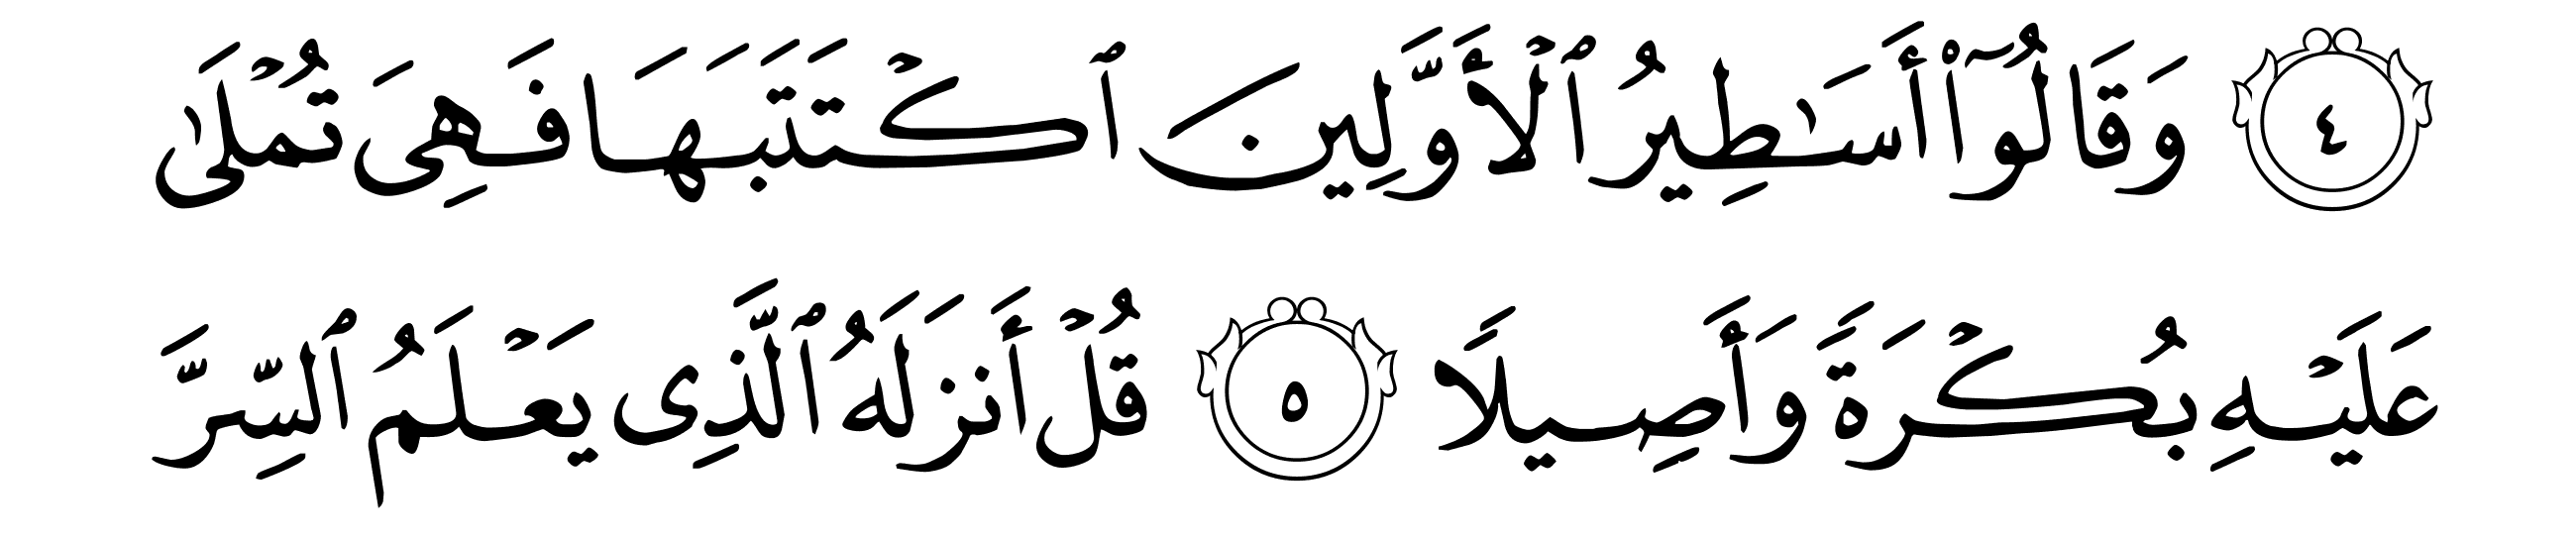 ٤ وَقَالُوٓا۟ أَسَـٰطِيرُ ٱلْأَوَّلِينَ ٱكْتَتَبَهَا فَهِىَ تُمْلَىٰ
عَلَيْهِ بُكْرَةً وَأَصِيلًا ٥ قُلْ أَنزَلَهُ ٱلَّذِى يَعْلَمُ ٱلسِّرَّ